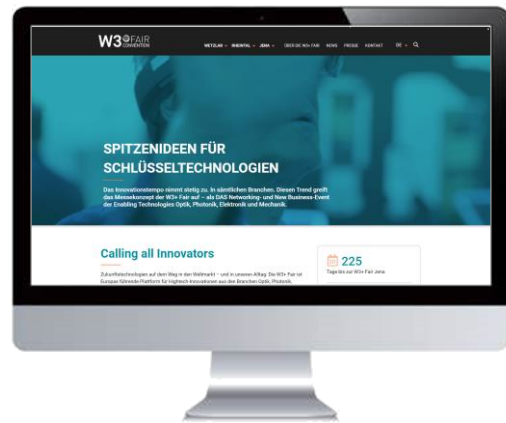 W3+ FAIR
CONVENTION
WETZLAR RHEINTAL JENA ÜBER DIE W3+ FAIR NEWS PRESSE KONTAKT DE
SPITZENIDEEN FÜR
SCHLÜSSELTECHNOLOGIEN
Das Innovationstempo nimmt stetig zu. In sämtlichen Branchen. Diesen Trend greift
das Messekonzept der W3+ Fair auf – als DAS Networking- und New Business-Event
der Enabling Technologies Optik, Photonik, Elektronik und Mechanik.
Calling all Innovators
225
Tage bis zur W3+ Fair Jena
Zukunftstechnologien auf dem Weg in den Weltmarkt – und in unseren Alltag: Die W3+ Fair ist
Europas führende Plattform für Hightech-Innovationen aus den Branchen Optik, Photonik,